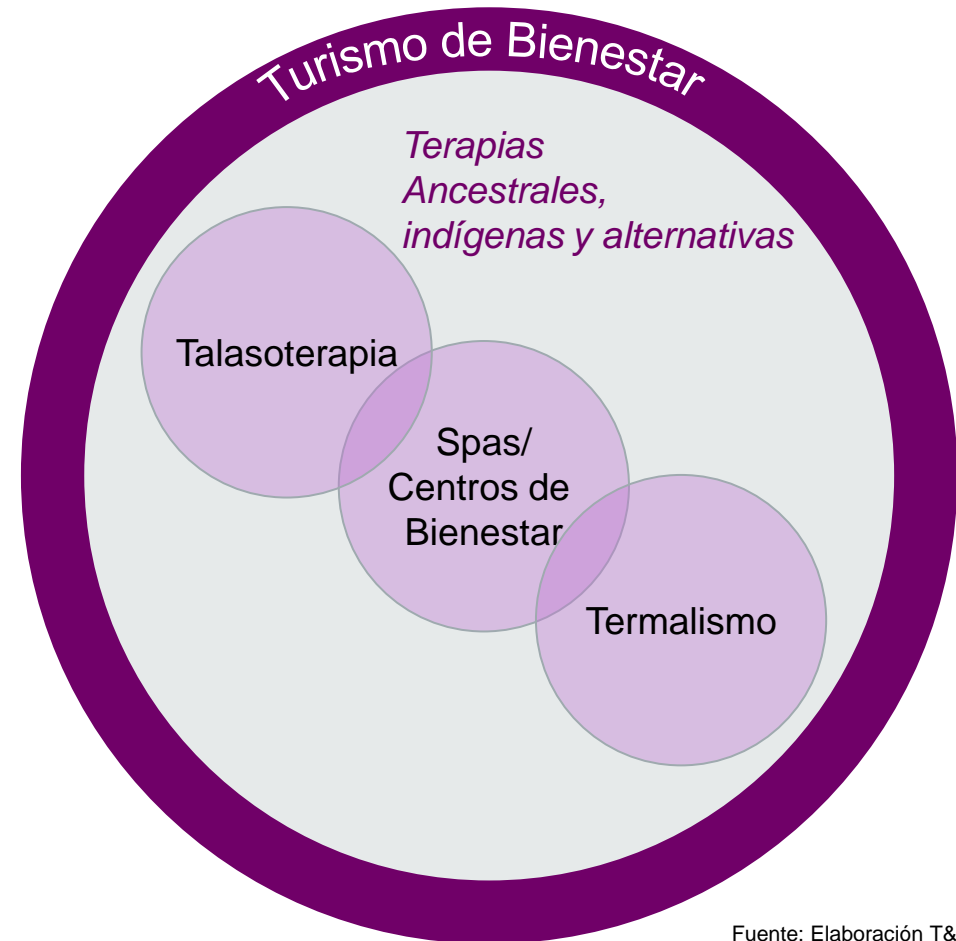 Turismo de Bienestar
Terapias
Ancestrales,
indígenas y alternativas
Talasoterapia
Spas/
Centros de
Bienestar
Termalismo
Fuente: Elaboración T&